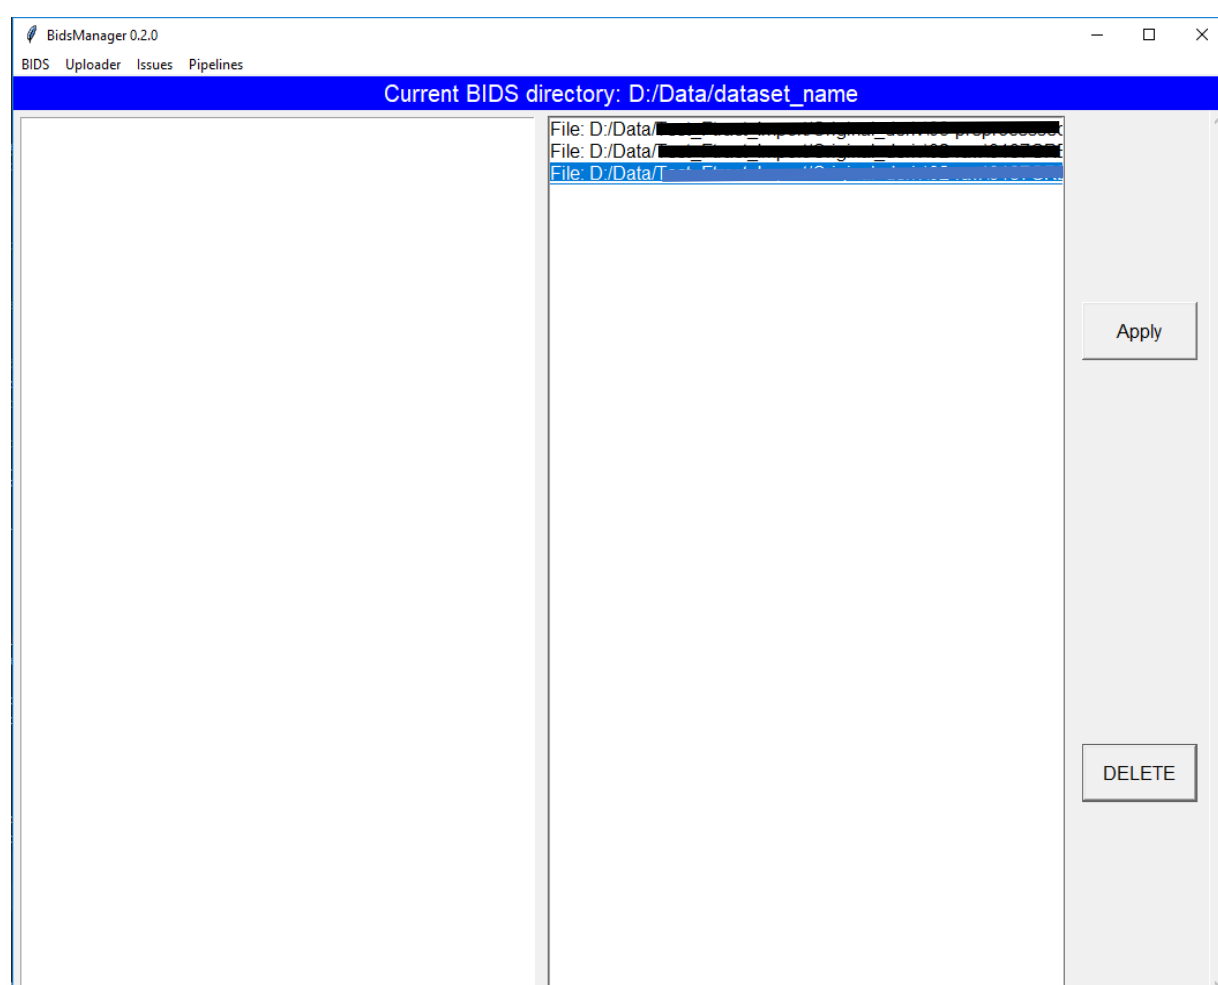 BidsManager 0.2.0
BIDS Uploader Issues Pipelines
Current BIDS directory: D:/Data/dataset_name
File: D:/Data/
File: D:/Data/
File: D:/Data/
Apply
DELETE